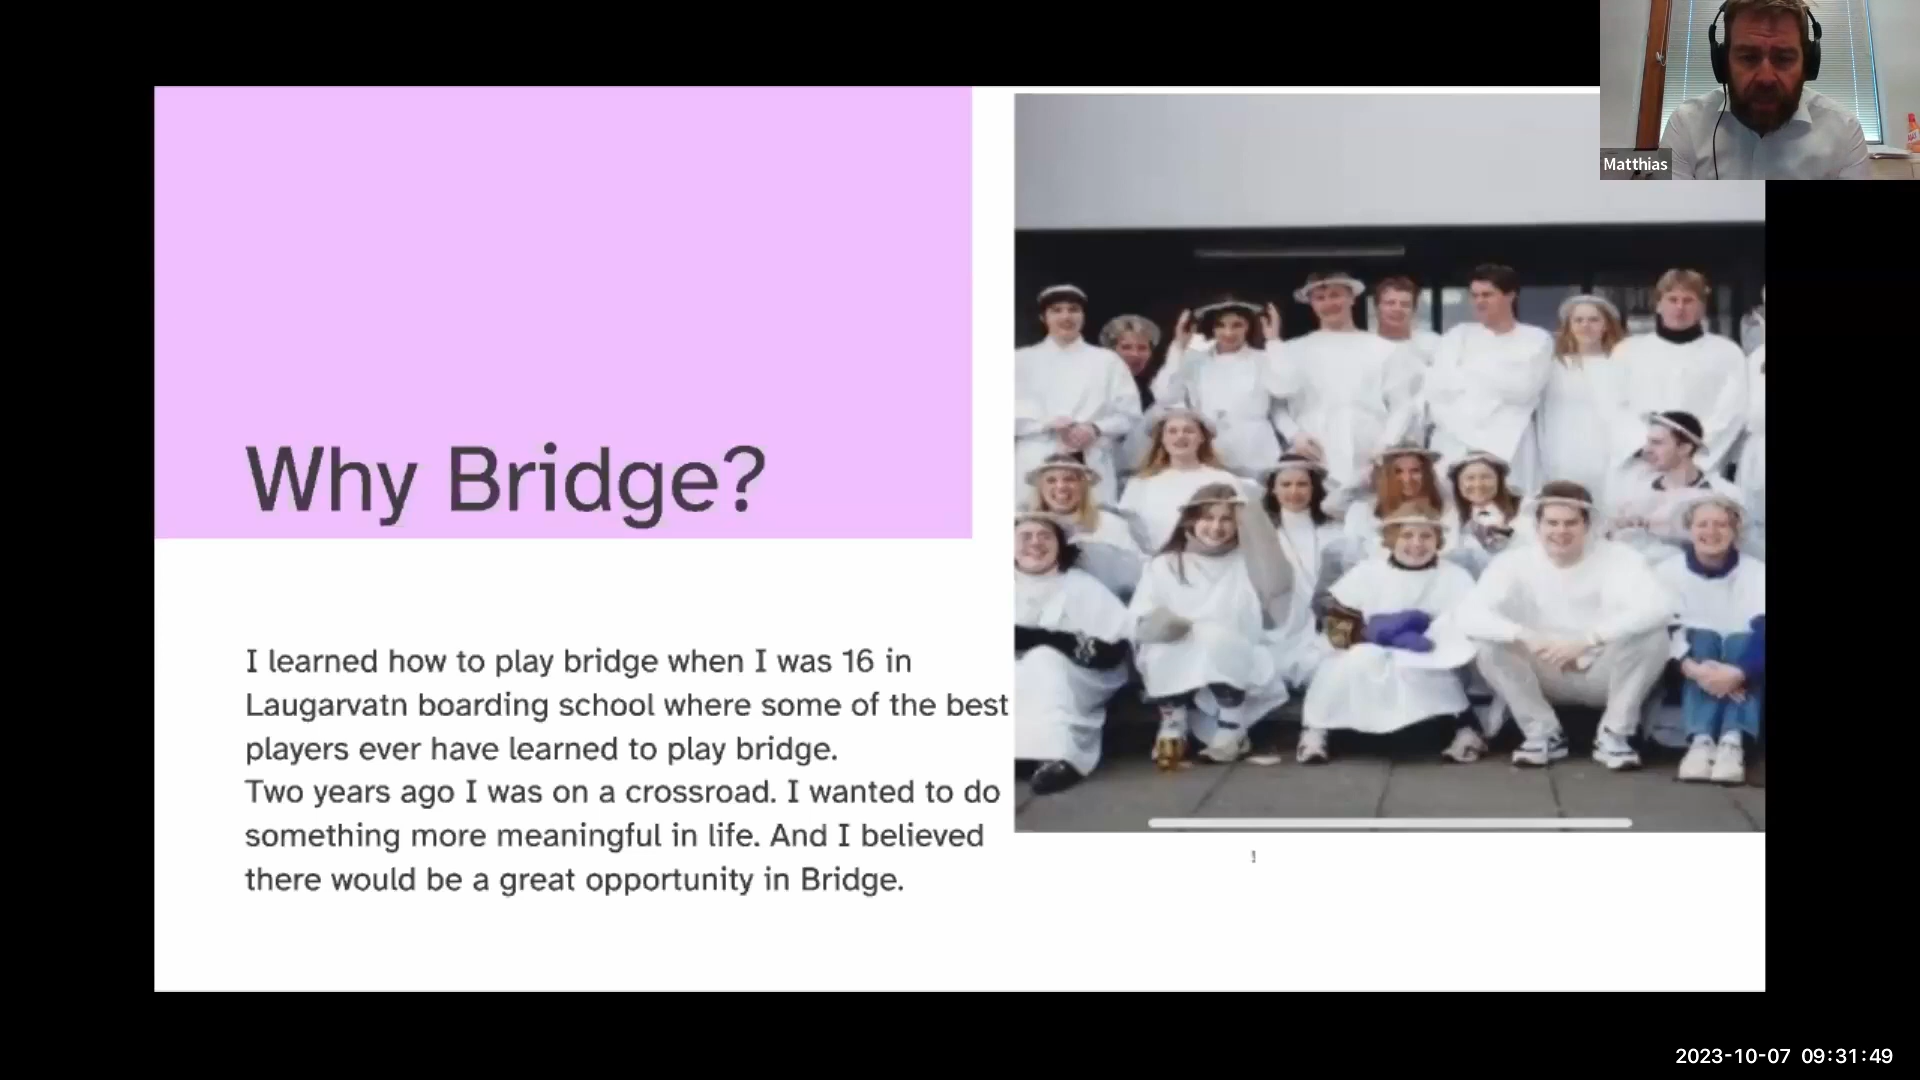 Matthias
Why Bridge?
I learned how to play bridge when I was 16 in
Laugarvatn boarding school where some of the best
players ever have learned to play bridge.
Two years ago I was on a crossroad. I wanted to do
something more meaningful in life. And I believed
there would be a great opportunity in Bridge.
!
2023-10-07 09:31:49